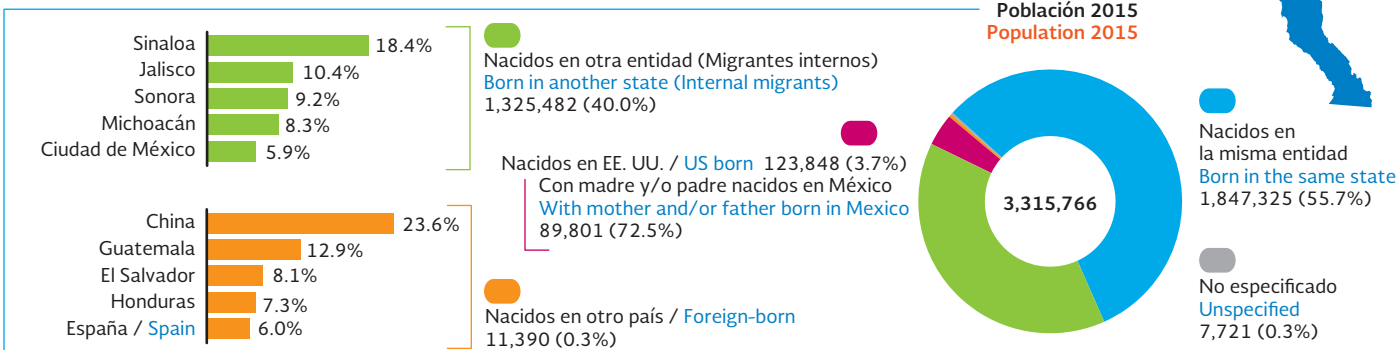 Población 2015
Population 2015
Sinaloa 18.4%
Jalisco 10.4%
Sonora 9.2%
Michoacán 8.3%
Ciudad de México 5.9%
Nacidos en otra entidad (Migrantes internos)
Born in another state (Internal migrants)
1,325,482 (40.0%)
Nacidos en EE. UU. / US born 123,848 (3.7%)
Con madre y/o padre nacidos en México
With mother and/or father born in Mexico
89,801 (72.5%)
China 23.6%
Guatemala 12.9%
El Salvador 8.1%
Honduras 7.3%
España / Spain 6.0%
Nacidos en otro país / Foreign-born
11,390 (0.3%)
3,315,766
Nacidos en
la misma entidad
Born in the same state
1,847,325 (55.7%)
No especificado
Unspecified
7,721 (0.3%)